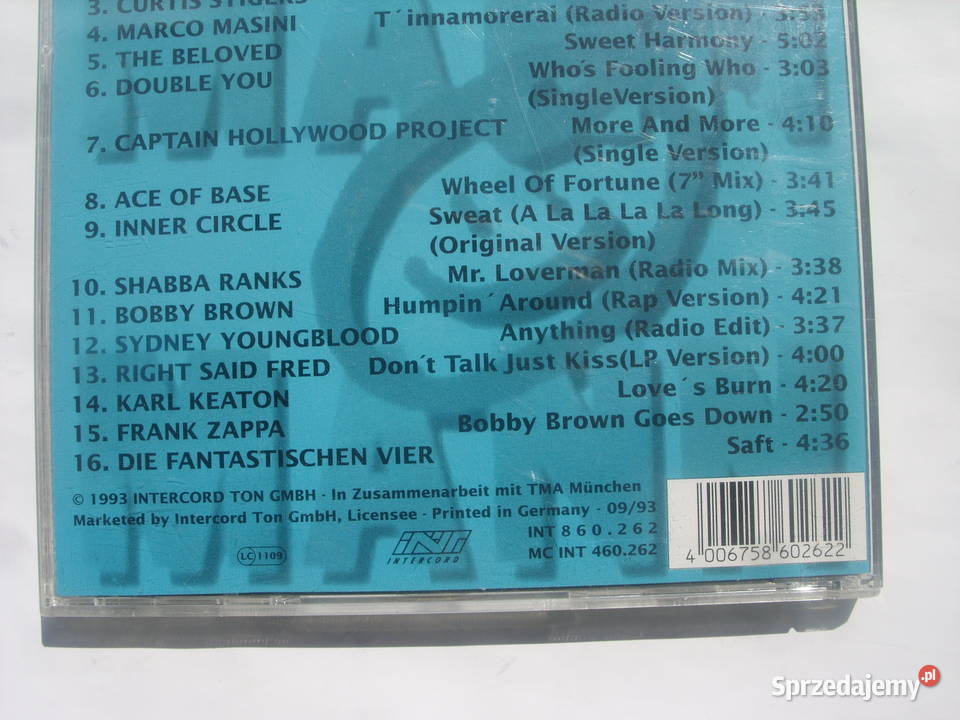 3. CURTIS STIGERS
4. MARCO MASINI T´innamorerai (Radio Version) - 3:53
5. THE BELOVED Sweet Harmony - 5:02
6. DOUBLE YOU Who´s Fooling Who - 3:03
(SingleVersion)
7. CAPTAIN HOLLYWOOD PROJECT More And More - 4:10
(Single Version)
8. ACE OF BASE Wheel Of Fortune (7” Mix) - 3:41
9. INNER CIRCLE Sweat (A La La La La Long) - 3:45
(Original Version)
10. SHABBA RANKS Mr. Loverman (Radio Mix) - 3:38
11. BOBBY BROWN Humpin´Around (Rap Version) - 4:21
12. SYDNEY YOUNGBLOOD Anything (Radio Edit) - 3:37
13. RIGHT SAID FRED Don´t Talk Just Kiss(LP Version) - 4:00
14. KARL KEATON Love´s Burn - 4:20
15. FRANK ZAPPA Bobby Brown Goes Down - 2:50
16. DIE FANTASTISCHEN VIER Saft - 4:36
© 1993 INTERCORD TON GMBH - In Zusammenarbeit mit TMA München
Marketed by Intercord Ton GmbH, Licensee - Printed in Germany - 09/93
INT 860.262
MC INT 460.262
LC 1109
INT
INTERCORD
4 006758 602622
Sprzedajemy.pl